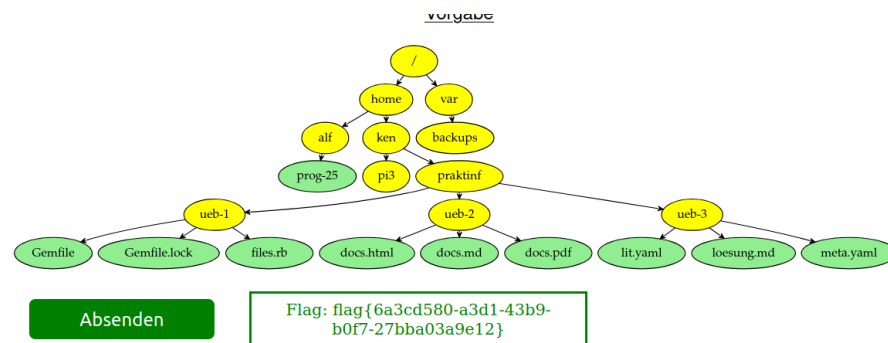 Vorgabe
/
home var
alf ken backups
prog-25 pi3 praktinf
ueb-1 ueb-2 ueb-3
Gemfile Gemfile.lock files.rb docs.html docs.md docs.pdf lit.yaml loesung.md meta.yaml
Absenden
Flag: flag{6a3cd580-a3d1-43b9-
b0f7-27bba03a9e12}